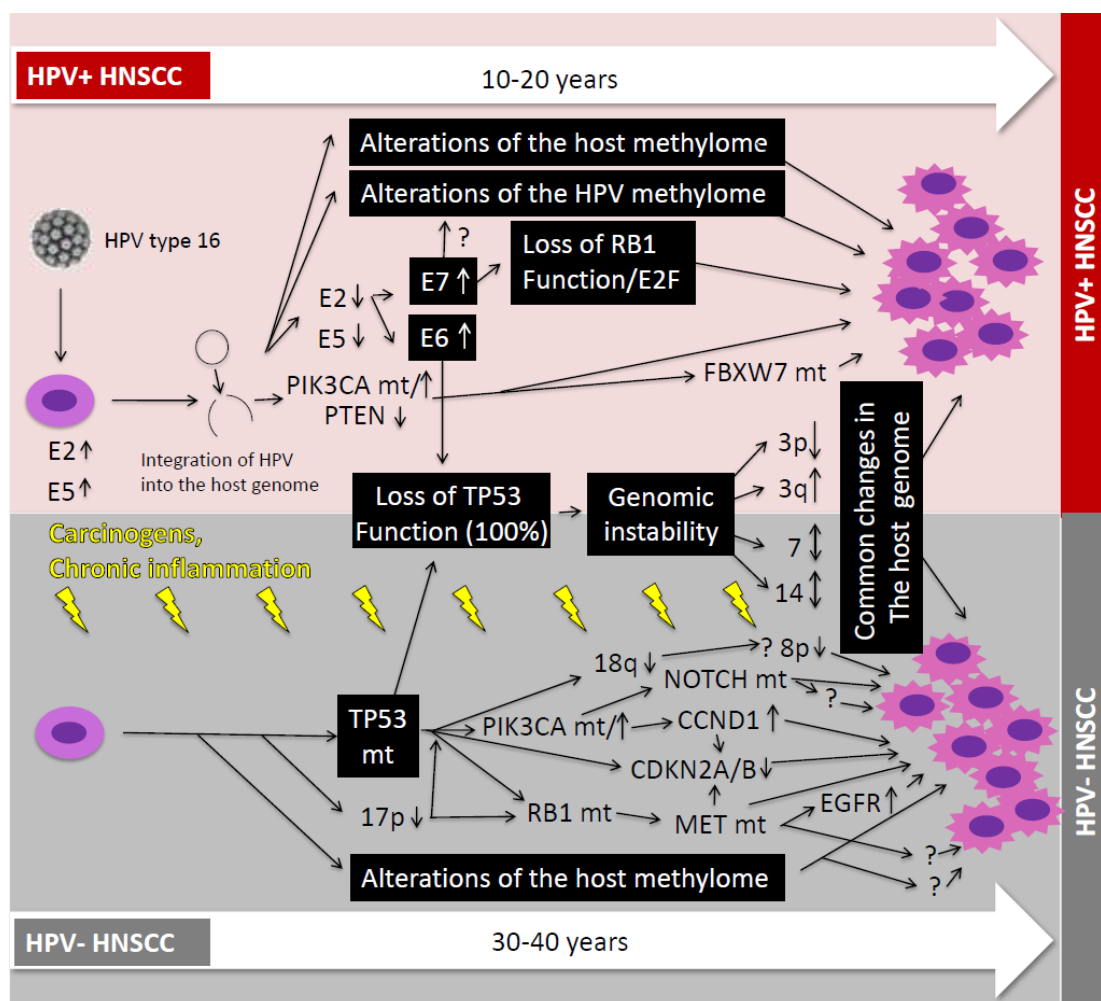 HPV+ HNSCC
10-20 years
Alterations of the host methylome
Alterations of the HPV methylome
HPV type 16
?
Loss of RB1
Function/E2F
E7 ↑
E2 ↓
E5 ↓
E6 ↑
PIK3CA mt/↑
PTEN ↓
FBXW7 mt
E2 ↑
E5 ↑
Integration of HPV
into the host genome
Loss of TP53
Function (100%)
Genomic
instability
3p ↓
3q ↑
7 ↕
14 ↕
Common changes in
The host genome
HPV+ HNSCC
Carcinogens,
Chronic inflammation
18q ↓
? 8p ↓
NOTCH mt
?
TP53
mt
PIK3CA mt/↑
CCND1 ↑
CDKN2A/B ↓
17p ↓
RB1 mt
MET mt
EGFR ↑
?
?
Alterations of the host methylome
HPV- HNSCC
HPV- HNSCC
30-40 years